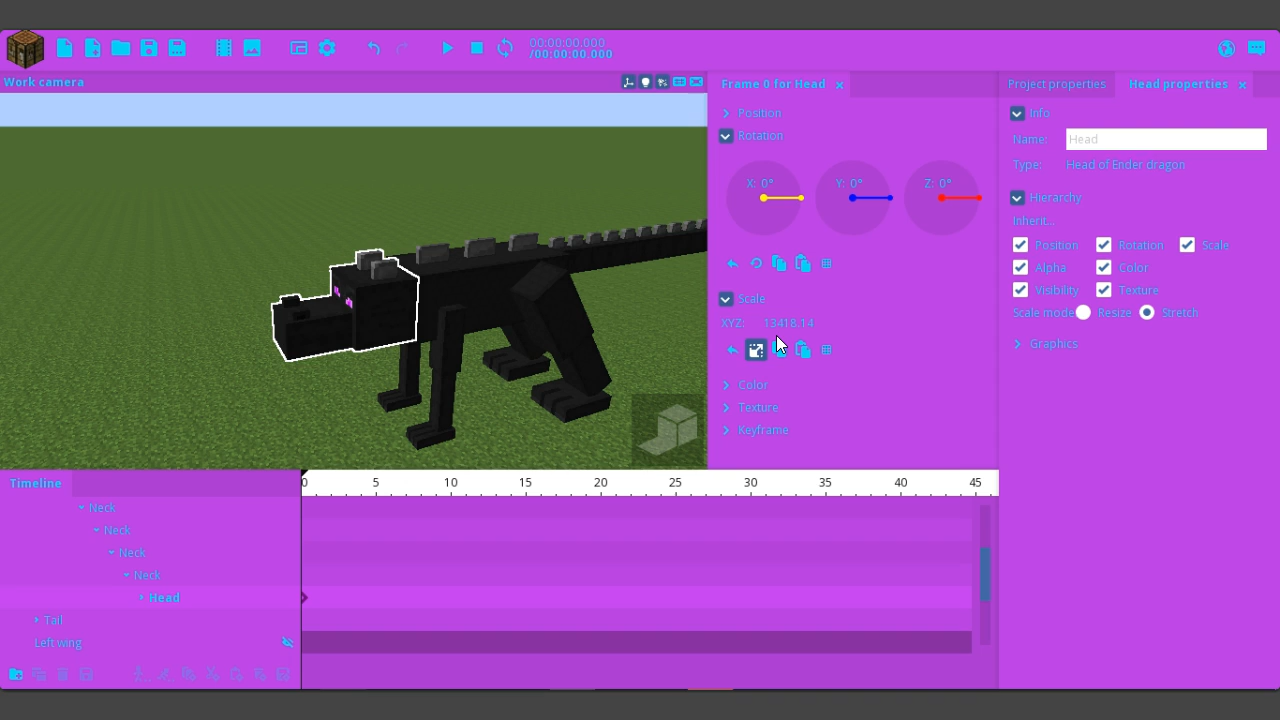 00:00:00.000
/00:00:00.000
Work camera
Frame 0 for Head
Position
Rotation
X: 0°
Y: 0°
Z: 0°
Scale
XYZ: 13418.14
Color
Texture
Keyframe
Project properties
Head properties
Info
Name: Head
Type: Head of Ender dragon
Hierarchy
Inherit...
Position Rotation Scale
Alpha Color
Visibility Texture
Scale mode Resize Stretch
Graphics
Timeline
0 5 10 15 20 25 30 35 40 45
Neck
Neck
Neck
Neck
Head
Tail
Left wing